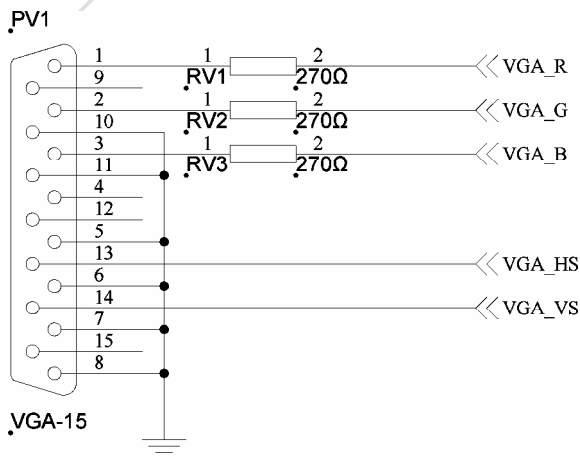 PV1
1 1 2 VGA_R
9 RV1 270Ω
2 1 2 VGA_G
10 RV2 270Ω
3 1 2 VGA_B
11 RV3 270Ω
4
12
5
13 VGA_HS
6
14 VGA_VS
7
15
8
VGA-15